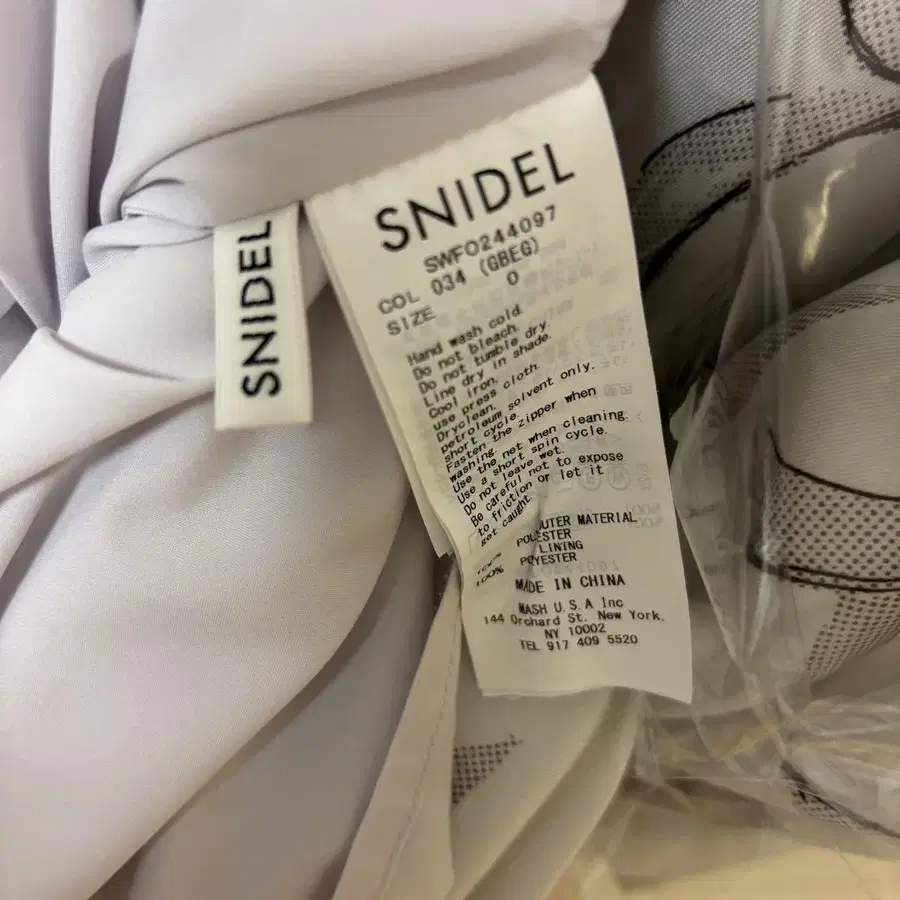 SNIDEL
SNIDEL
SWFO244097
COL 034 (GBEG)
SIZE 0
Hand wash cold.
Do not bleach.
Do not tumble dry.
Line dry in shade.
Cool iron.
use press cloth.
Dryclean.
petroleum solvent only.
short cycle.
Fasten the zipper when
washing.
Use the net when cleaning.
Use a short spin cycle.
Do not leave wet.
Be careful not to expose
to friction or let it
get caught.
OUTER MATERIAL
POLYESTER
LINING
100% POLYESTER
MADE IN CHINA
MASH U.S.A Inc
144 Orchard St. New York.
NY 10002
TEL 917 409 5520